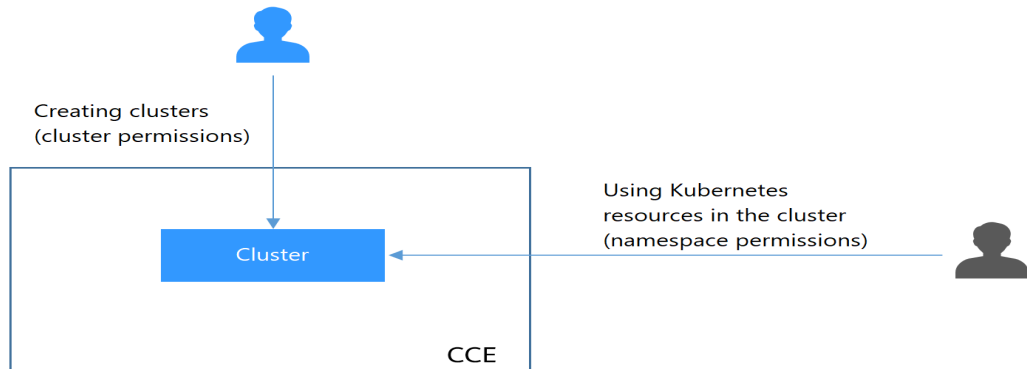 Creating clusters
(cluster permissions)
Using Kubernetes
resources in the cluster
(namespace permissions)
Cluster
CCE